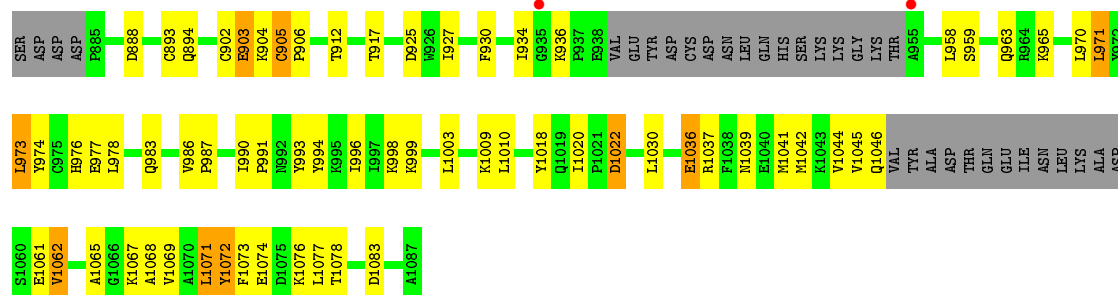 SER ASP ASP ASP P885 D888 C893 Q894 C902 E903 K904 C905 P906 T912 T917 D925 W926 I927 F930 I934 G935 K936 P937 E938 VAL GLU TYR ASP CYS ASP ASN LEU GLN HIS SER LYS LYS GLY LYS THR A955 L958 S959 Q963 R964 K965 L970 L971 Y972
L973 Y974 C975 H976 E977 L978 Q983 V986 P987 I990 P991 N992 Y993 Y994 K995 I996 I997 K998 K999 L1003 K1009 L1010 Y1018 Q1019 I1020 P1021 D1022 L1030 E1036 R1037 F1038 N1039 E1040 M1041 M1042 K1043 V1044 V1045 Q1046 VAL TYR ALA ASP THR GLN GLU ILE ASN LEU LYS ALA ASP
S1060 E1061 V1062 A1065 G1066 K1067 A1068 V1069 A1070 L1071 Y1072 F1073 E1074 D1075 K1076 L1077 T1078 D1083 A1087